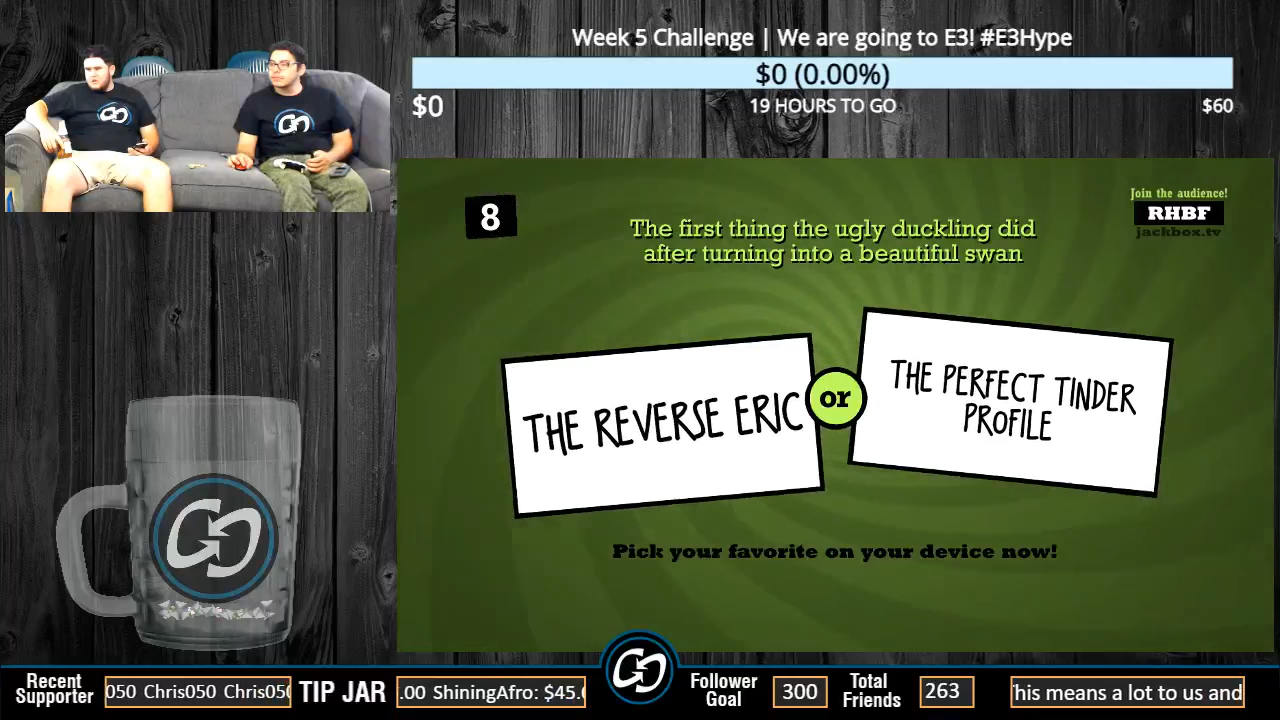 Week 5 Challenge | We are going to E3! #E3Hype
$0 (0.00%)
$0
19 HOURS TO GO
$60
8
The first thing the ugly duckling did
after turning into a beautiful swan
Join the audience!
RHBF
jackbox.tv
THE REVERSE ERIC
or
THE PERFECT TINDER
PROFILE
Pick your favorite on your device now!
Recent
Supporter
050 Chris050 Chris05
TIP JAR
.00 ShiningAfro: $45.
Follower
Goal
300
Total
Friends
263
his means a lot to us and